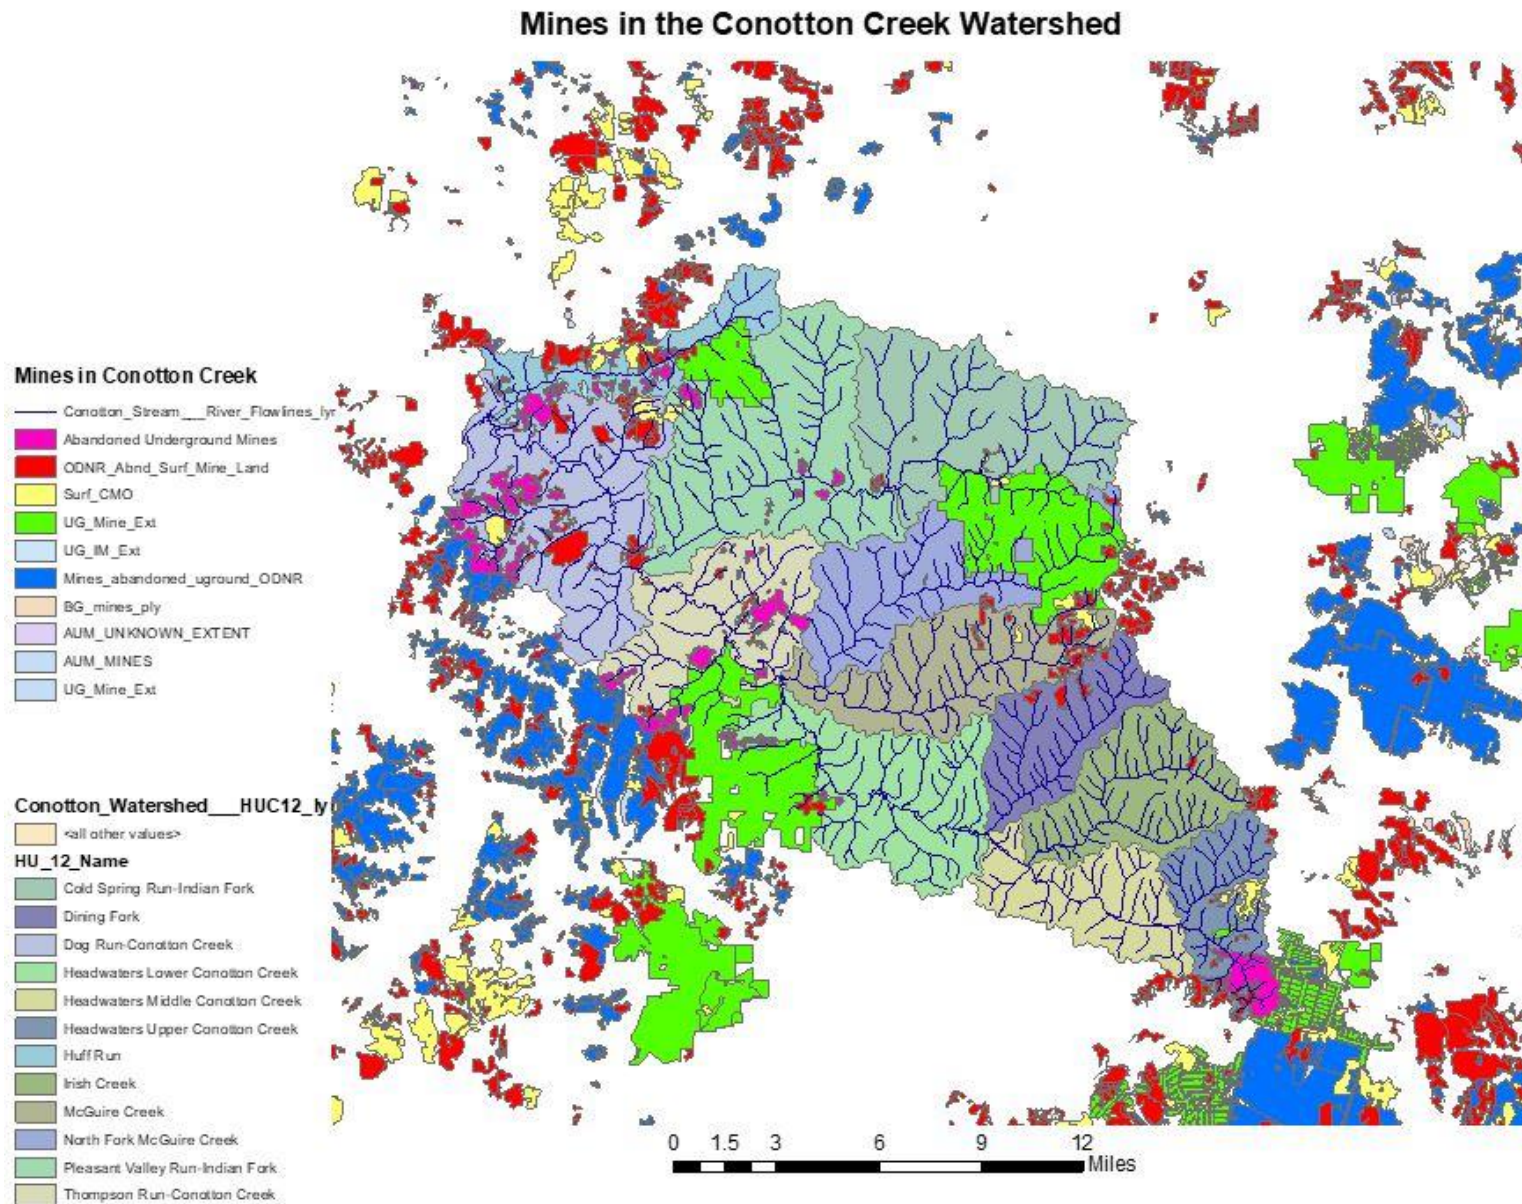 Mines in the Conotton Creek Watershed
Mines in Conotton Creek
Conotton_Stream___River_Flowlines_lyr
Abandoned Underground Mines
ODNR_Abnd_Surf_Mine_Land
Surf_CMO
UG_Mine_Ext
UG_IM_Ext
Mines_abandoned_uground_ODNR
BG_mines_ply
AUM_UNKNOWN_EXTENT
AUM_MINES
UG_Mine_Ext
Conotton_Watershed___HUC12_ly
<all other values>
HU_12_Name
Cold Spring Run-Indian Fork
Dining Fork
Dog Run-Conotton Creek
Headwaters Lower Conotton Creek
Headwaters Middle Conotton Creek
Headwaters Upper Conotton Creek
Huff Run
Irish Creek
McGuire Creek
North Fork McGuire Creek
Pleasant Valley Run-Indian Fork
Thompson Run-Conotton Creek
0 1.5 3 6 9 12
Miles